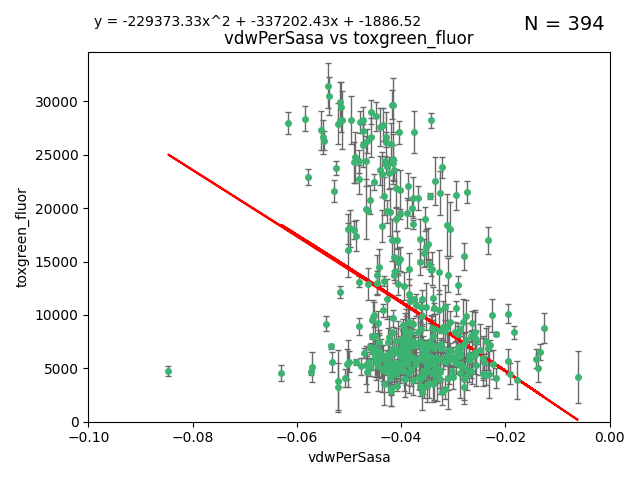 y = -229373.33x^2 + -337202.43x + -1886.52
N = 394
vdwPerSasa vs toxgreen_fluor
toxgreen_fluor
30000
25000
20000
15000
10000
5000
0
−0.10 −0.08 −0.06 −0.04 −0.02 0.00
vdwPerSasa